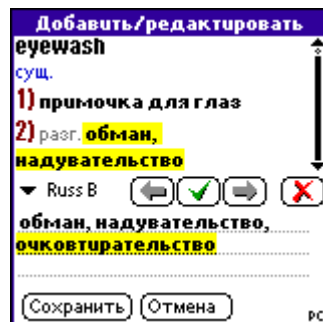 Добавить/редактировать
eyewash
сущ.
1) примочка для глаз
2) разг. обман,
надувательство
Russ B
обман, надувательство,
очковтирательство
Сохранить Отмена